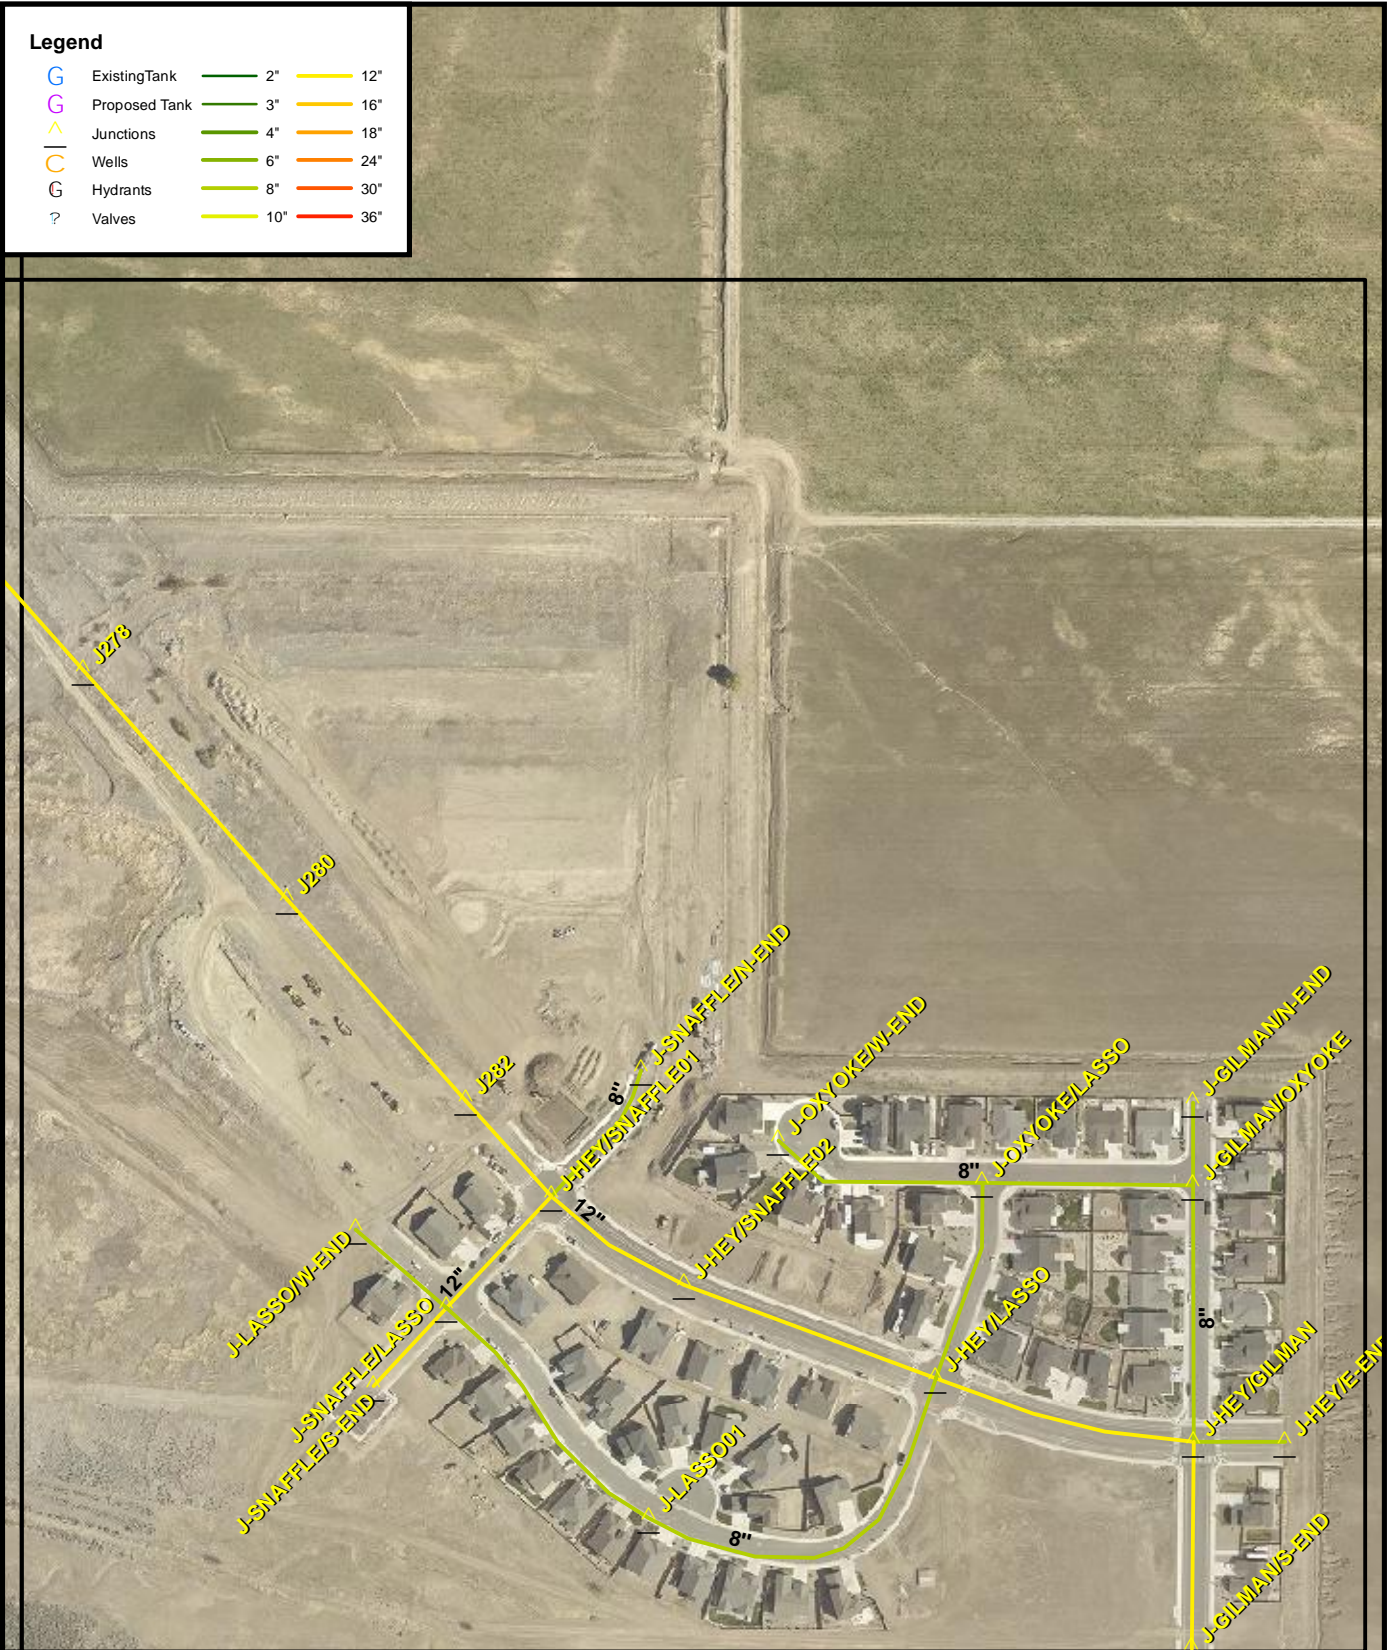 Legend
G ExistingTank 2" 12"
G Proposed Tank 3" 16"
Junctions 4" 18"
C Wells 6" 24"
G Hydrants 8" 30"
? Valves 10" 36"
J278
J280
J282
J-SNAFFLE/N-END
8"
J-HEY/SNAFFLE01
J-OXYOKE/W-END
J-OXYOKE/LASSO
J-GILMAN/N-END
J-GILMAN/OXYOKE
8"
12"
J-HEY/SNAFFLE02
J-LASSO/W-END
12"
J-SNAFFLE/LASSO
J-SNAFFLE/S-END
J-HEY/LASSO
8"
J-HEY/GILMAN
J-HEY/E-END
J-LASSO01
8"
J-GILMAN/S-END